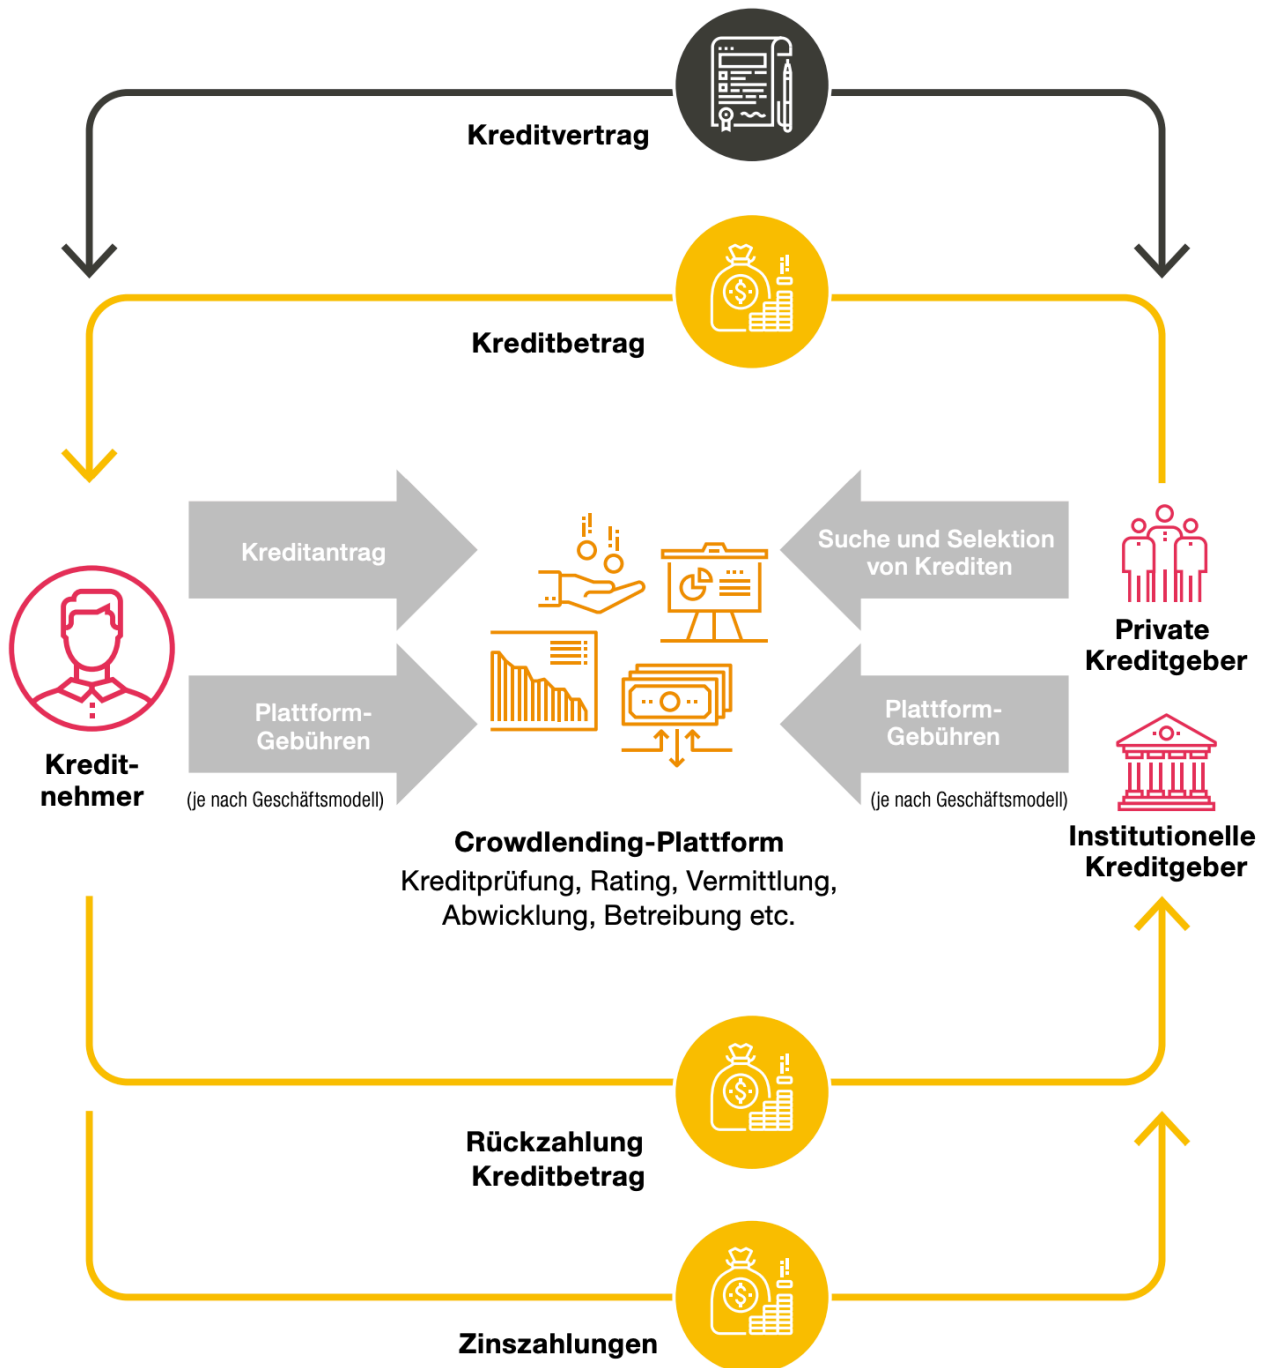 Kreditvertrag
Kreditbetrag
Kreditantrag
Suche und Selektion
von Krediten
Private
Kreditgeber
Plattform-
Gebühren
Plattform-
Gebühren
Kredit-
nehmer
(je nach Geschäftsmodell)
(je nach Geschäftsmodell)
Institutionelle
Kreditgeber
Crowdlending-Plattform
Kreditprüfung, Rating, Vermittlung,
Abwicklung, Betreibung etc.
Rückzahlung
Kreditbetrag
Zinszahlungen